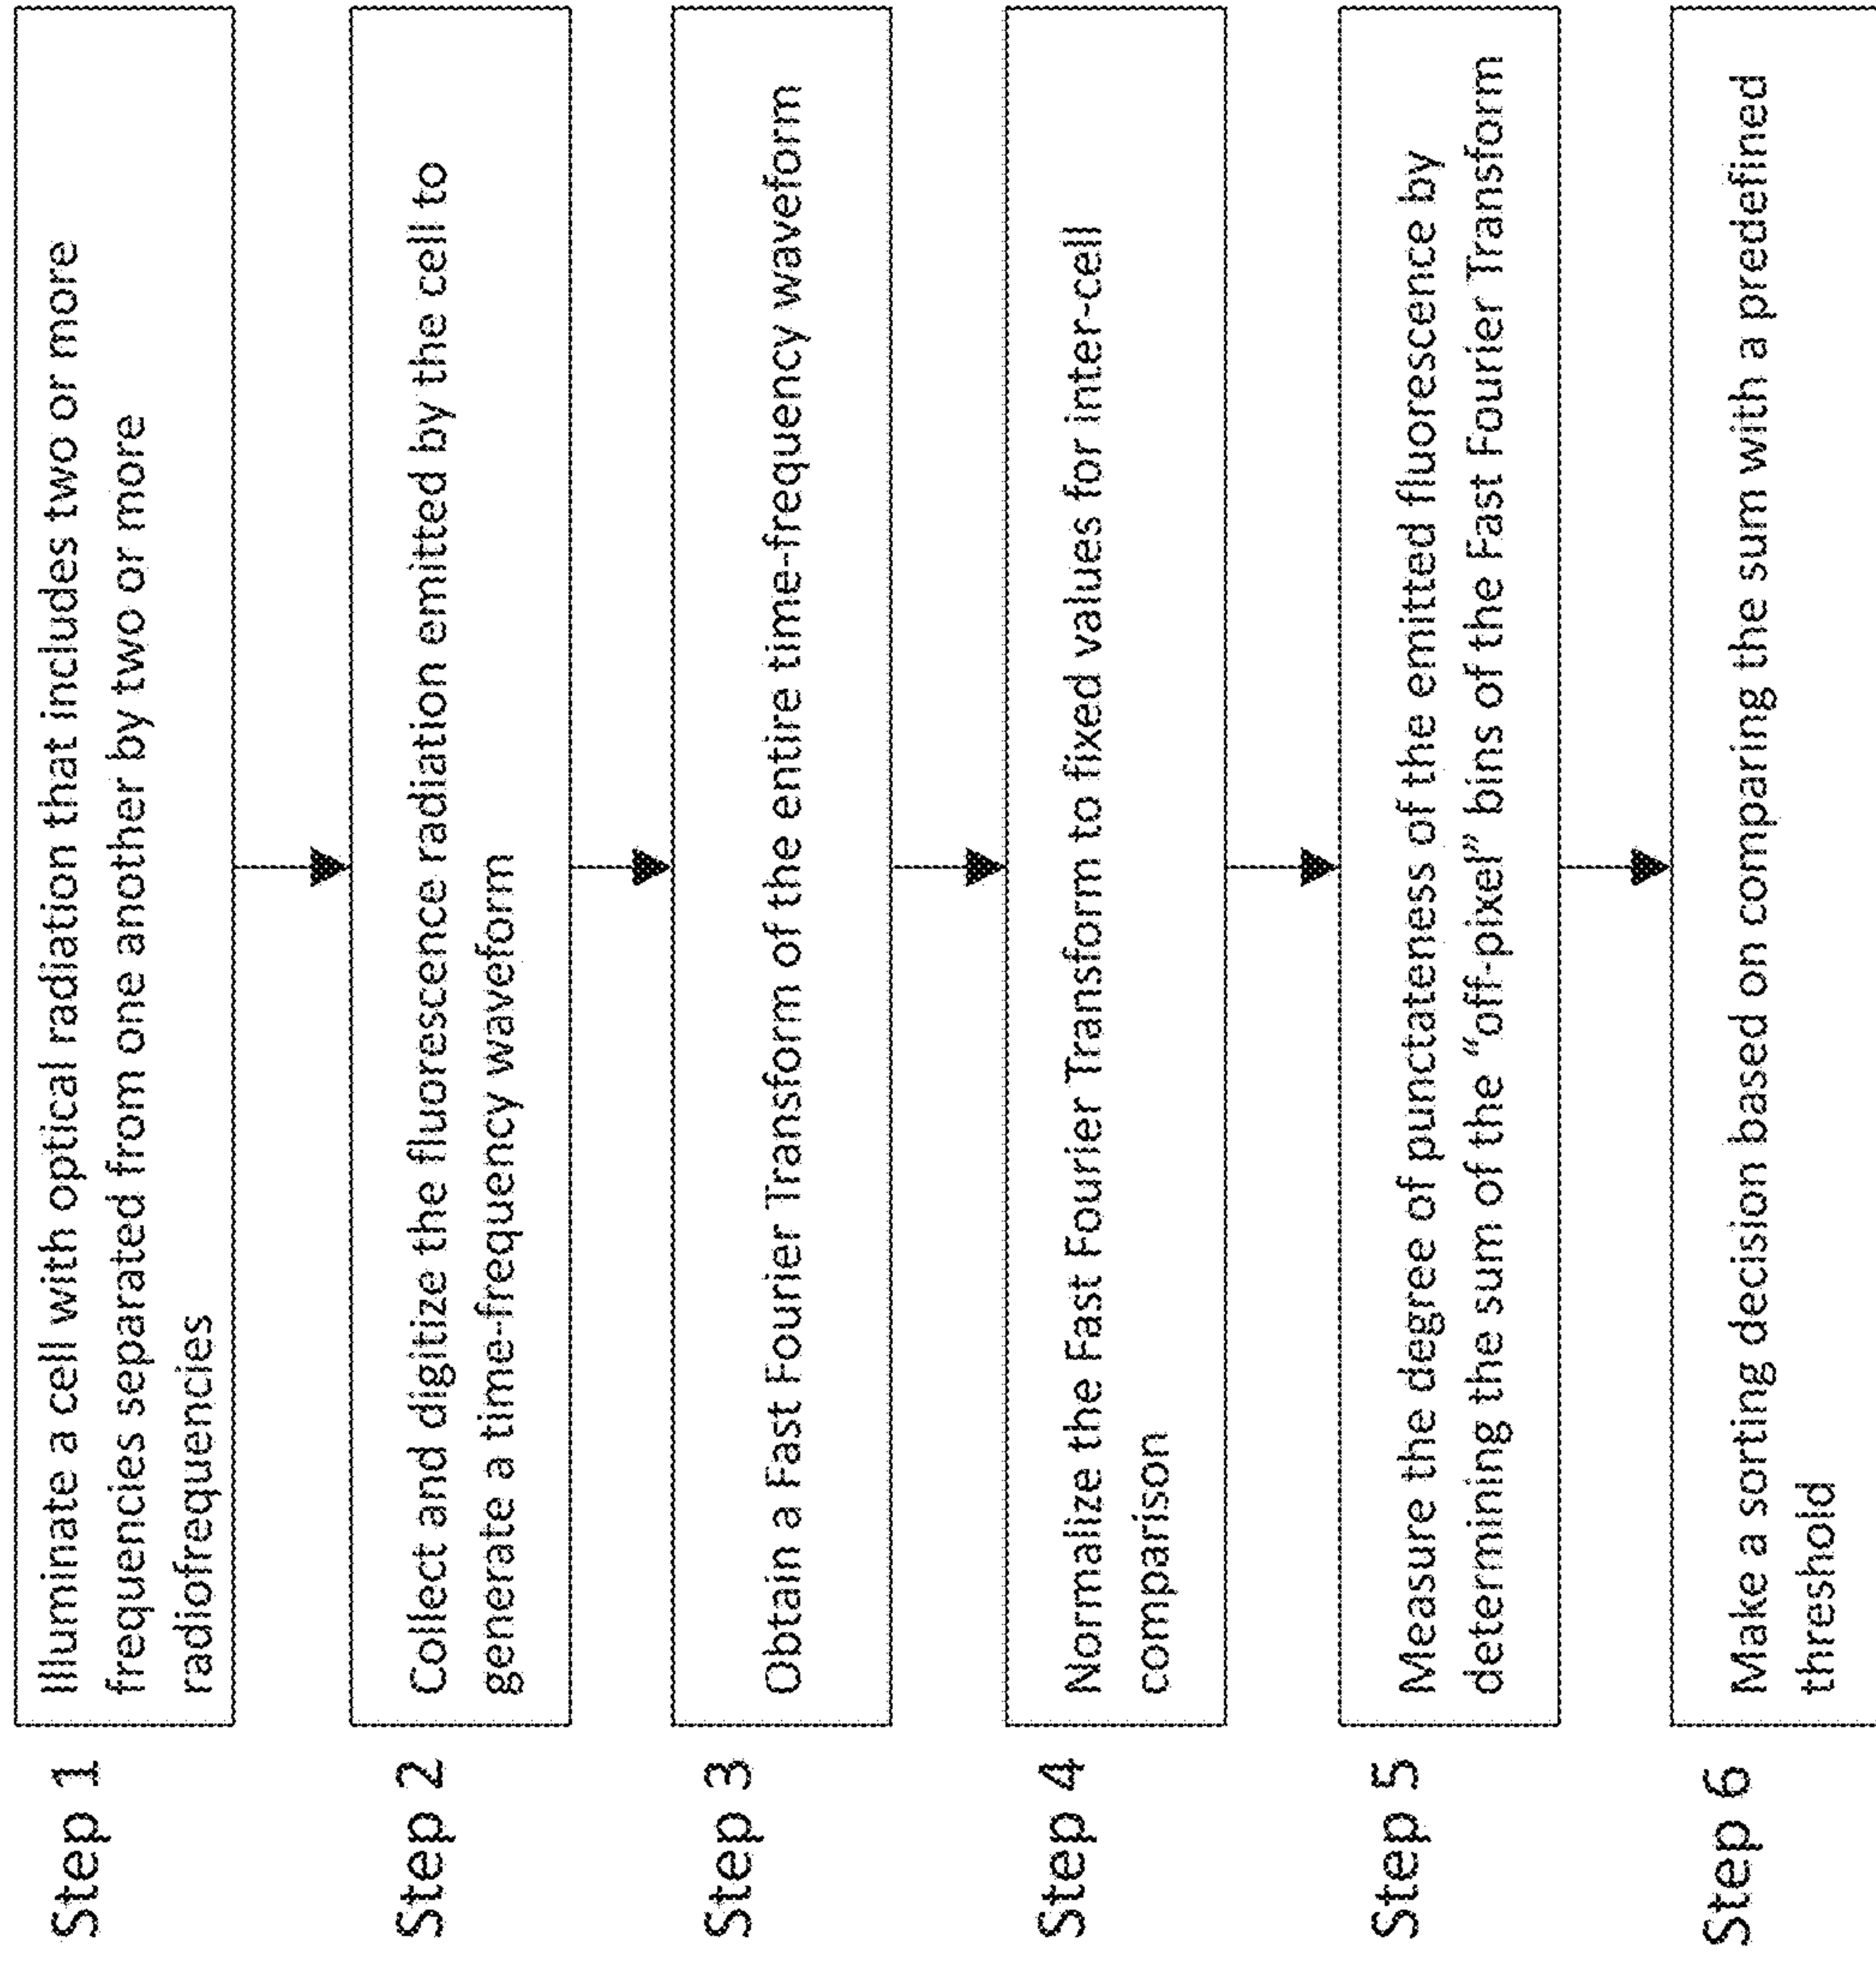 Step 1
Illuminate a cell with optical radiation that includes two or more
frequencies separated from one another by two or more
radiofrequencies
Step 2
Collect and digitize the fluorescence radiation emitted by the cell to
generate a time-frequency waveform
Step 3
Obtain a Fast Fourier Transform of the entire time-frequency waveform
Step 4
Normalize the Fast Fourier Transform to fixed values for inter-cell
comparison
Step 5
Measure the degree of punctateness of the emitted fluorescence by
determining the sum of the “off-pixel” bins of the Fast Fourier Transform
Step 6
Make a sorting decision based on comparing the sum with a predefined
threshold